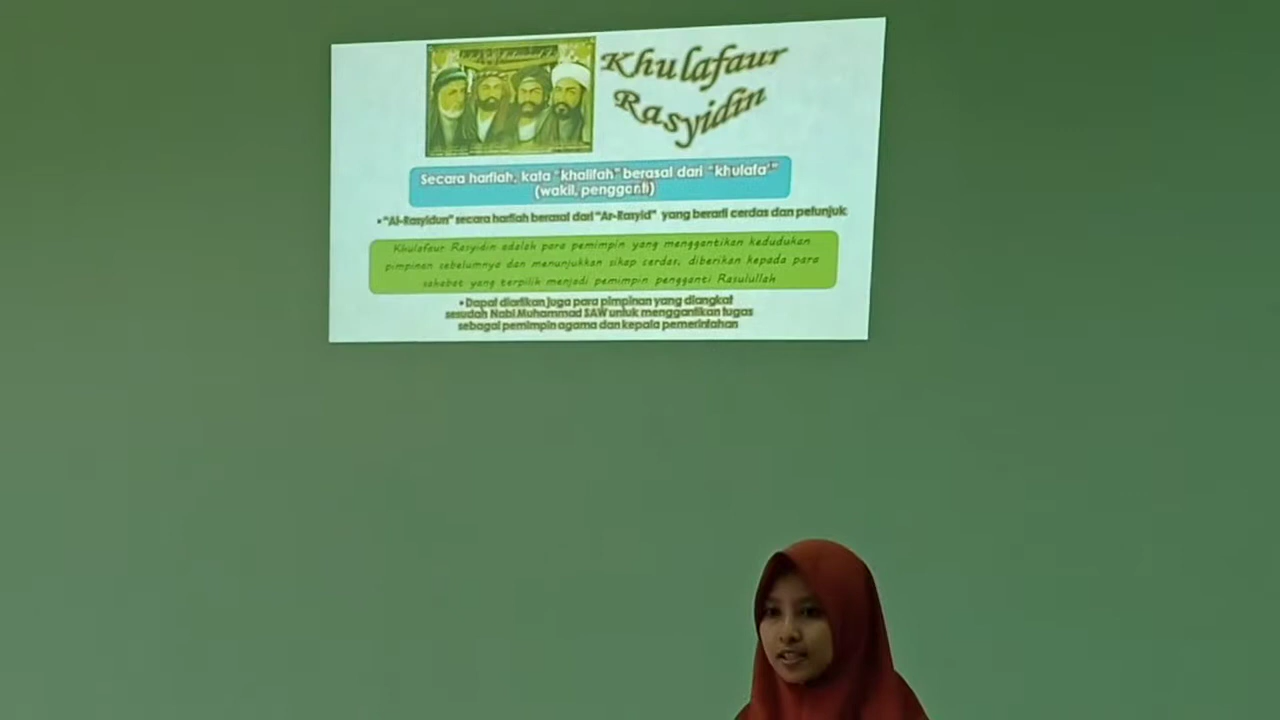 Khulafaur
Rasyidin
Secara harfiah, kata "khalifah" berasal dari "khulafa'"
(wakil, pengganti)
• "Al-Rasyidun" secara harfiah berasal dari "Ar-Rasyid" yang berarti cerdas dan petunjuk
Khulafaur Rasyidin adalah para pemimpin yang menggantikan kedudukan
pimpinan sebelumnya dan menunjukkan sikap cerdas, diberikan kepada para
sahabat yang terpilih menjadi pemimpin pengganti Rasulullah
• Dapat diartikan juga para pimpinan yang diangkat
sesudah Nabi Muhammad SAW untuk menggantikan tugas
sebagai pemimpin agama dan kepala pemerintahan